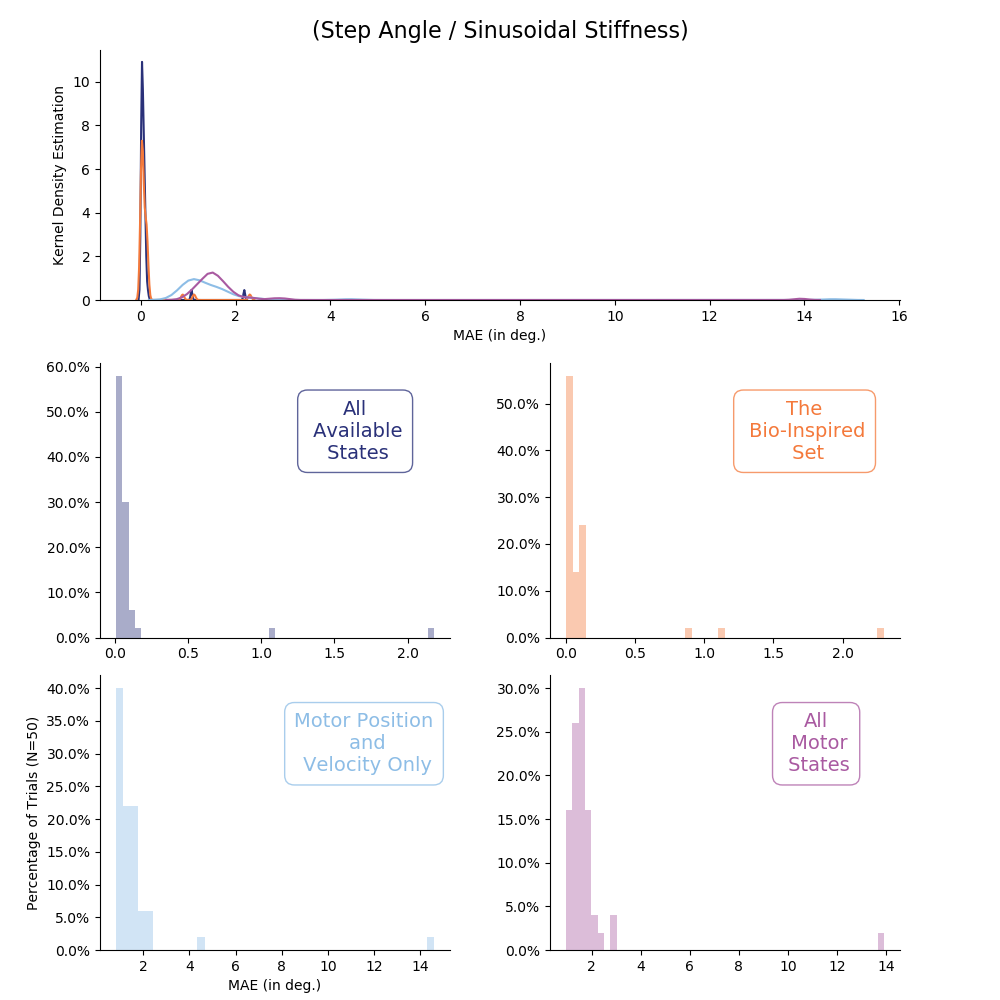 (Step Angle / Sinusoidal Stiffness)
Kernel Density Estimation
10
8
6
4
2
0
0 2 4 6 8 10 12 14 16
MAE (in deg.)
60.0%
50.0%
40.0%
30.0%
20.0%
10.0%
0.0%
0.0 0.5 1.0 1.5 2.0
All
Available
States
50.0%
40.0%
30.0%
20.0%
10.0%
0.0%
0.0 0.5 1.0 1.5 2.0
The
Bio-Inspired
Set
Percentage of Trials (N=50)
40.0%
35.0%
30.0%
25.0%
20.0%
15.0%
10.0%
5.0%
0.0%
2 4 6 8 10 12 14
MAE (in deg.)
Motor Position
and
Velocity Only
30.0%
25.0%
20.0%
15.0%
10.0%
5.0%
0.0%
2 4 6 8 10 12 14
All
Motor
States